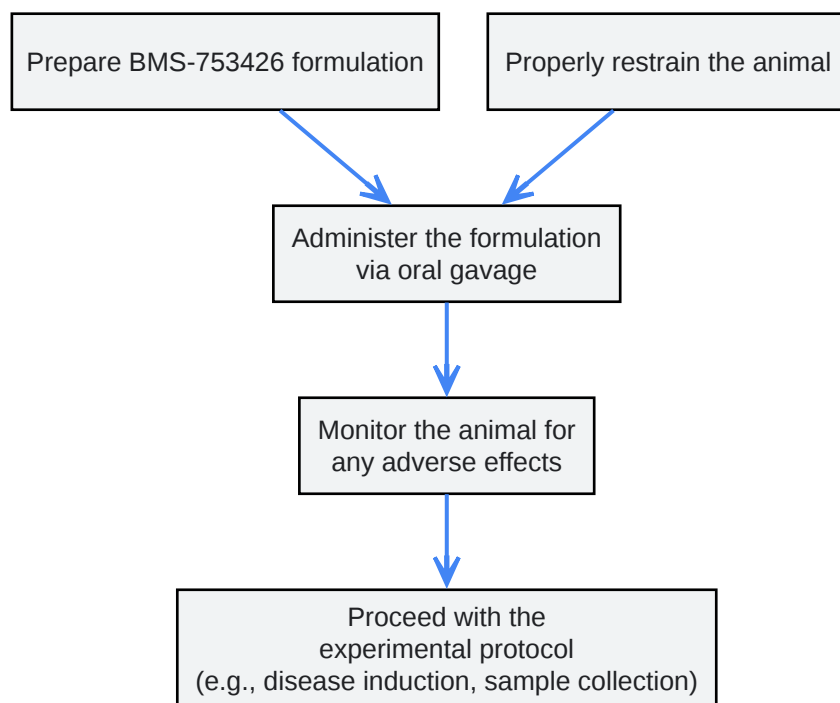 Prepare BMS-753426 formulation
Properly restrain the animal
Administer the formulation
via oral gavage
Monitor the animal for
any adverse effects
Proceed with the
experimental protocol
(e.g., disease induction, sample collection)